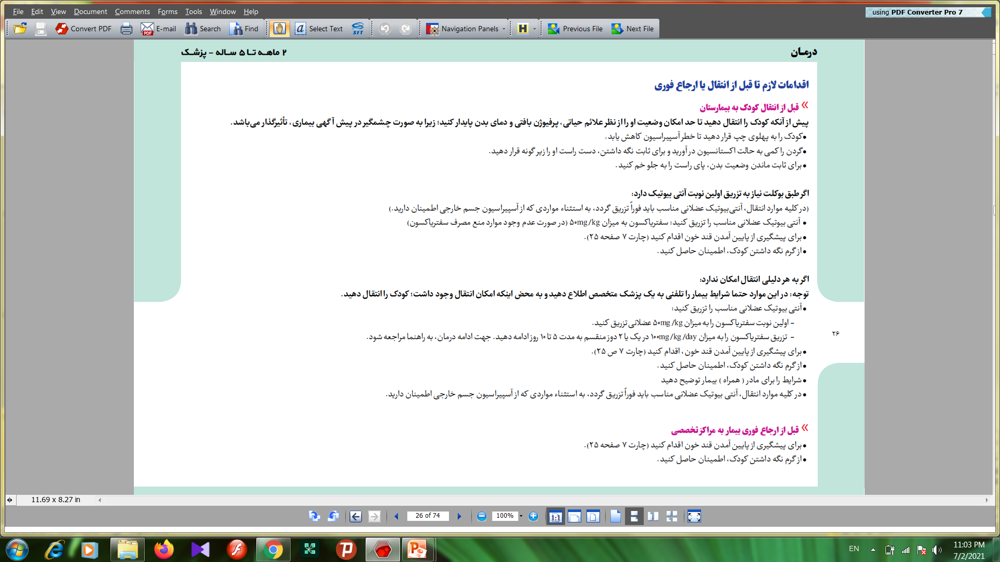 File Edit View Document Comments Forms Tools Window Help
using PDF Converter Pro 7
Convert PDF E-mail Search Find Select Text SET Navigation Panels H Previous File Next File
درمـان
۲ ماهـه تـا ۵ سـاله - پزشـک
اقدامات لازم تا قبل از انتقال یا ارجاع فوری
» قبل از انتقال کودک به بیمارستان
پیش از آنکه کودک را انتقال دهید تا حد امکان وضعیت او را از نظر علائم حیاتی، پرفیوژن بافتی و دمای بدن پایدار کنید؛ زیرا به صورت چشمگیر در پیش آگهی بیماری، تأثیرگذار می‌باشد.
•کودک را به پهلوی چپ قرار دهید تا خطر آسپیراسیون کاهش یابد.
•گردن را کمی به حالت اکستانسیون در آورید و برای ثابت نگه داشتن، دست راست او را زیر گونه قرار دهید.
•برای ثابت ماندن وضعیت بدن، پای راست را به جلو خم کنید.
اگر طبق بوکلت نیاز به تزریق اولین نوبت آنتی بیوتیک دارد:
(در کلیه موارد انتقال، آنتی‌بیوتیک عضلانی مناسب باید فوراً تزریق گردد، به استثناء مواردی که از آسپیراسیون جسم خارجی اطمینان دارید.)
• آنتی بیوتیک عضلانی مناسب را تزریق کنید: سفتریاکسون به میزان ۵۰mg/kg (در صورت عدم وجود موارد منع مصرف سفتریاکسون)
•برای پیشگیری از پایین آمدن قند خون اقدام کنید (چارت ۷ صفحه ۲۵).
•از گرم نگه داشتن کودک، اطمینان حاصل کنید.
اگر به هر دلیلی انتقال امکان ندارد:
توجه: در این موارد حتما شرایط بیمار را تلفنی به یک پزشک متخصص اطلاع دهید و به محض اینکه امکان انتقال وجود داشت؛ کودک را انتقال دهید.
•آنتی بیوتیک عضلانی مناسب را تزریق کنید:
- اولین نوبت سفتریاکسون را به میزان ۵۰mg /kg عضلانی تزریق کنید.
- تزریق سفتریاکسون را به میزان ۱۰۰mg/kg /day در یک یا ۲ دوز منقسم به مدت ۵ تا ۱۰ روز ادامه دهید. جهت ادامه درمان، به راهنما مراجعه شود.
۲۶
•برای پیشگیری از پایین آمدن قند خون، اقدام کنید (چارت ۷ ص ۲۵).
•از گرم نگه داشتن کودک، اطمینان حاصل کنید.
•شرایط را برای مادر ( همراه ) بیمار توضیح دهید
•در کلیه موارد انتقال، آنتی بیوتیک عضلانی مناسب باید فوراً تزریق گردد، به استثناء مواردی که از آسپیراسیون جسم خارجی اطمینان دارید.
» قبل از ارجاع فوری بیمار به مراکز تخصصی
•برای پیشگیری از پایین آمدن قند خون اقدام کنید (چارت ۷ صفحه ۲۵).
•از گرم نگه داشتن کودک، اطمینان حاصل کنید.
11.69 x 8.27 in
26 of 74 100% 1:1
EN 11:03 PM
7/2/2021